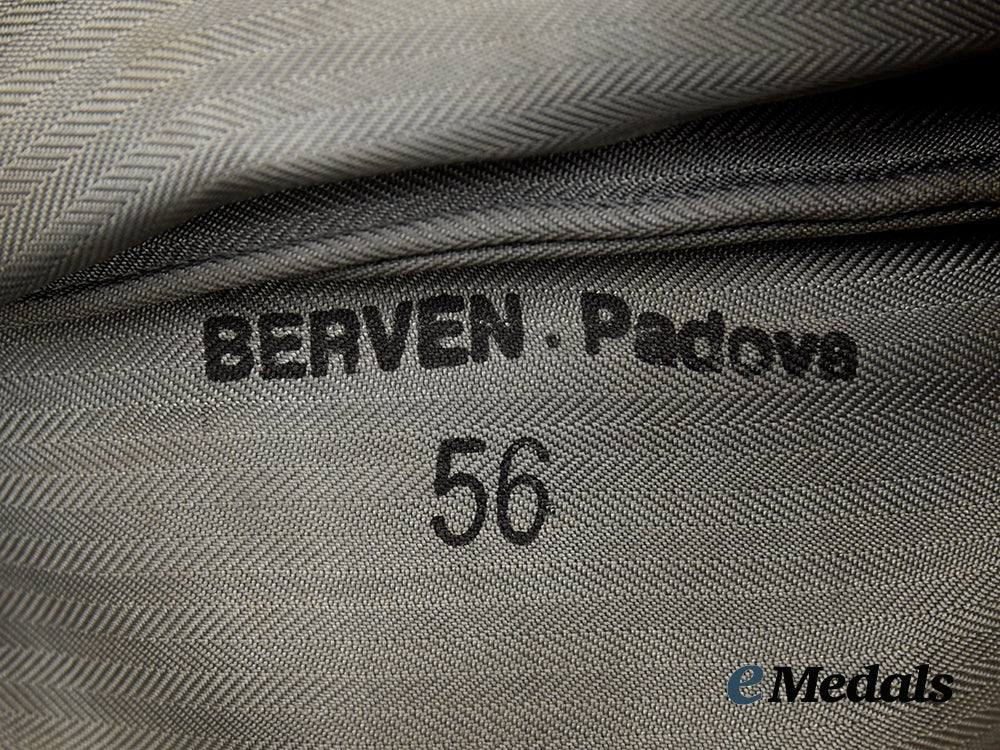 BERVEN · Padova
56
eMedals